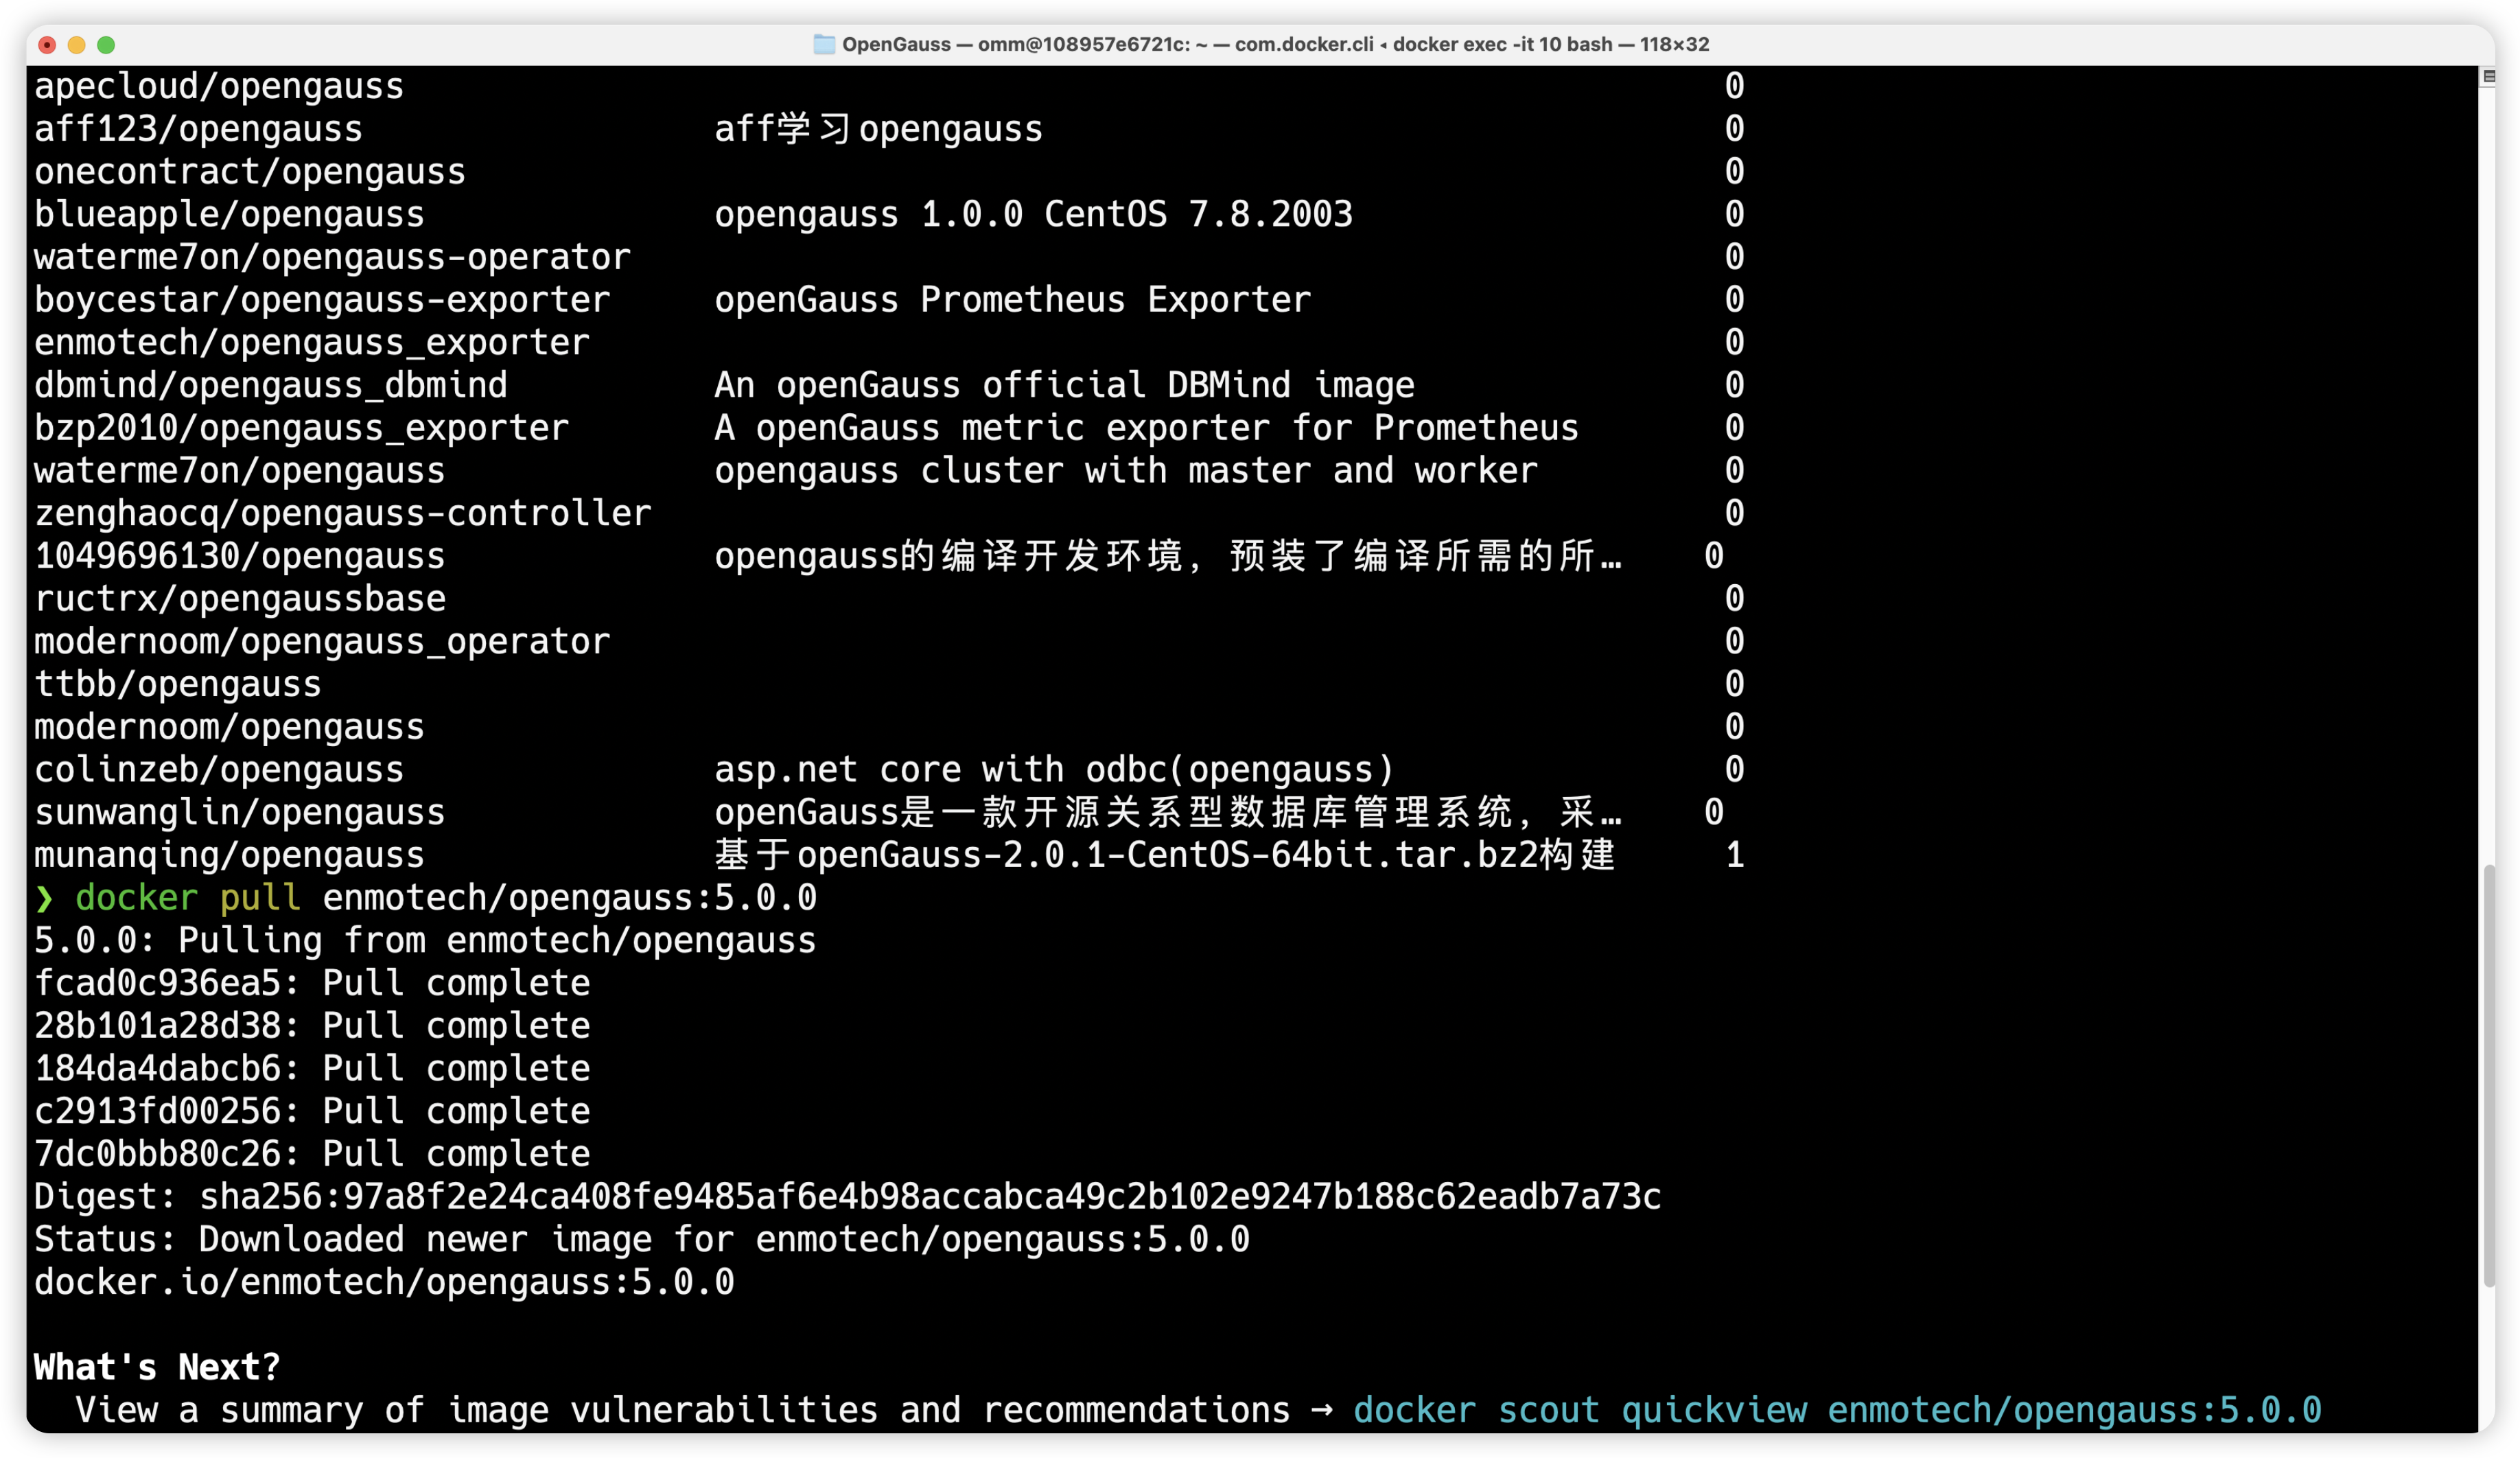 OpenGauss — omm@108957e6721c: ~ — com.docker.cli ◂ docker exec -it 10 bash — 118×32
apecloud/opengauss 0
aff123/opengauss aff学习opengauss 0
onecontract/opengauss 0
blueapple/opengauss opengauss 1.0.0 CentOS 7.8.2003 0
waterme7on/opengauss-operator 0
boycestar/opengauss-exporter openGauss Prometheus Exporter 0
enmotech/opengauss_exporter 0
dbmind/opengauss_dbmind An openGauss official DBMind image 0
bzp2010/opengauss_exporter A openGauss metric exporter for Prometheus 0
waterme7on/opengauss opengauss cluster with master and worker 0
zenghaocq/opengauss-controller 0
1049696130/opengauss opengauss的编译开发环境，预装了编译所需的所… 0
ructrx/opengaussbase 0
modernoom/opengauss_operator 0
ttbb/opengauss 0
modernoom/opengauss 0
colinzeb/opengauss asp.net core with odbc(opengauss) 0
sunwanglin/opengauss openGauss是一款开源关系型数据库管理系统，采… 0
munanqing/opengauss 基于openGauss-2.0.1-CentOS-64bit.tar.bz2构建 1
❯ docker pull enmotech/opengauss:5.0.0
5.0.0: Pulling from enmotech/opengauss
fcad0c936ea5: Pull complete
28b101a28d38: Pull complete
184da4dabcb6: Pull complete
c2913fd00256: Pull complete
7dc0bbb80c26: Pull complete
Digest: sha256:97a8f2e24ca408fe9485af6e4b98accabca49c2b102e9247b188c62eadb7a73c
Status: Downloaded newer image for enmotech/opengauss:5.0.0
docker.io/enmotech/opengauss:5.0.0
What's Next?
View a summary of image vulnerabilities and recommendations → docker scout quickview enmotech/opengauss:5.0.0